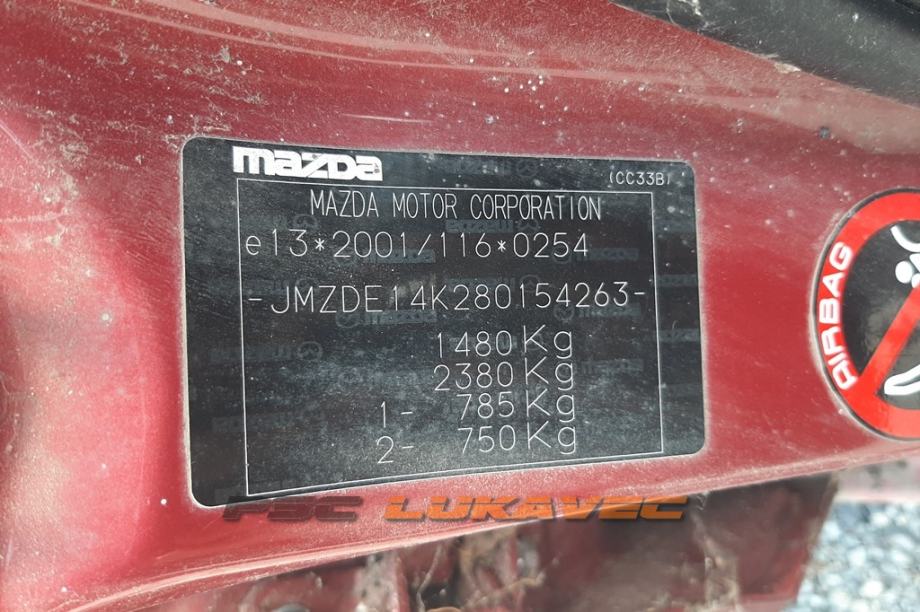 mazda
(CC33B)
MAZDA MOTOR CORPORATION
e13*2001/116*0254
-JMZDE14K280154263-
1480Kg
2380Kg
1- 785Kg
2- 750Kg
AIRBAG
PSC LUKAVEC